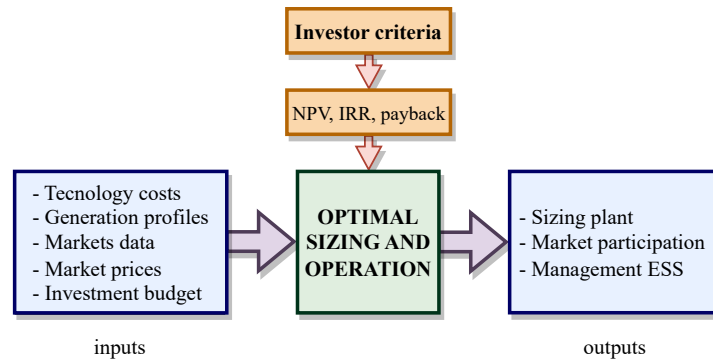 Investor criteria
NPV, IRR, payback
- Tecnology costs
- Generation profiles
- Markets data
- Market prices
- Investment budget
OPTIMAL
SIZING AND
OPERATION
- Sizing plant
- Market participation
- Management ESS
inputs
outputs